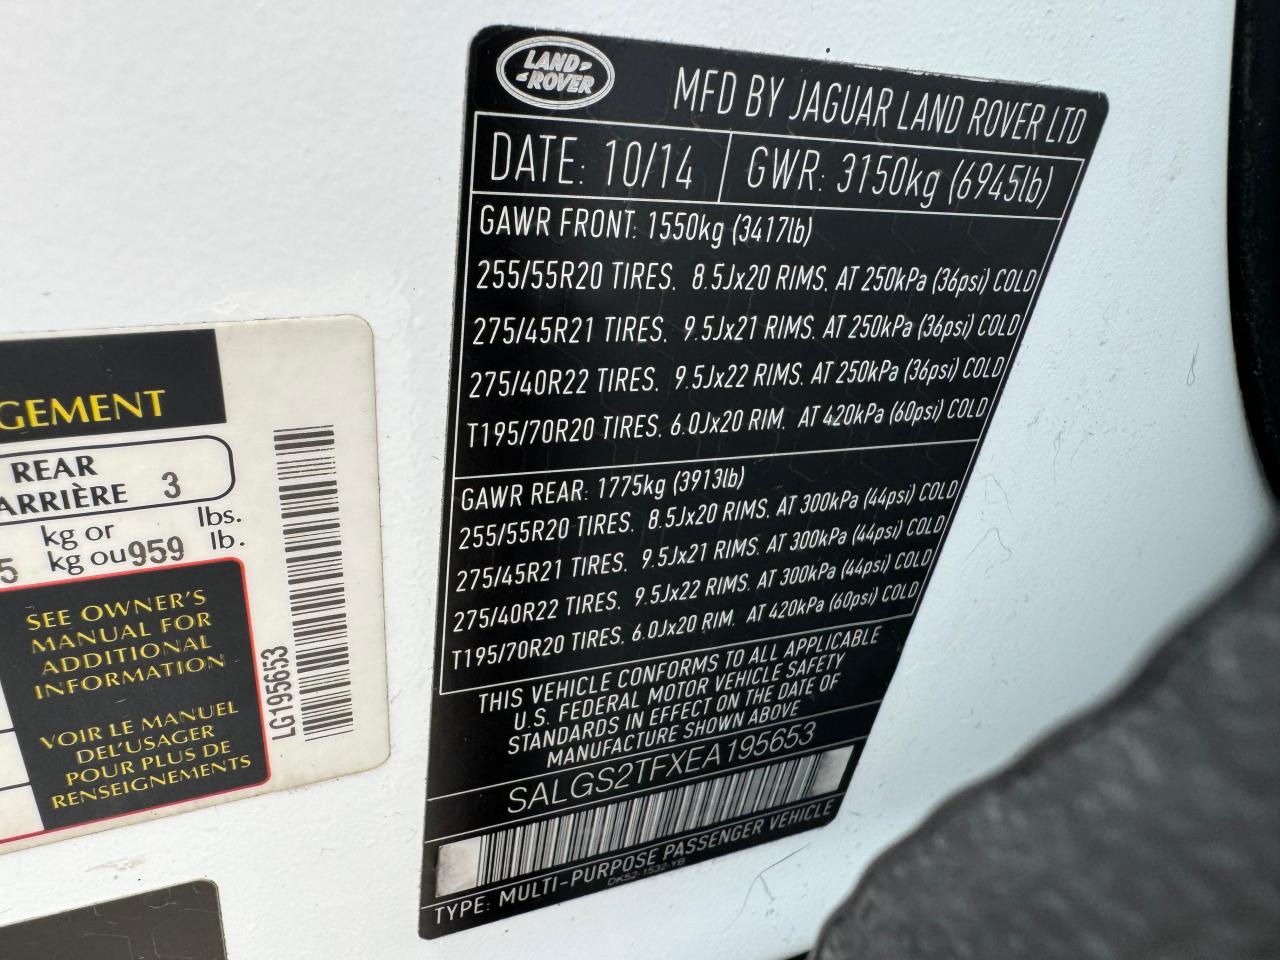 LAND
ROVER
MFD BY JAGUAR LAND ROVER LTD
DATE: 10/14
GWR: 3150kg (6945lb)
GAWR FRONT: 1550kg (3417lb)
255/55R20 TIRES. 8.5Jx20 RIMS. AT 250kPa (36psi) COLD
275/45R21 TIRES. 9.5Jx21 RIMS. AT 250kPa (36psi) COLD
275/40R22 TIRES. 9.5Jx22 RIMS. AT 250kPa (36psi) COLD
T195/70R20 TIRES. 6.0Jx20 RIM. AT 420kPa (60psi) COLD
GAWR REAR: 1775kg (3913lb)
255/55R20 TIRES. 8.5Jx20 RIMS. AT 300kPa (44psi) COLD
275/45R21 TIRES. 9.5Jx21 RIMS. AT 300kPa (44psi) COLD
275/40R22 TIRES. 9.5Jx22 RIMS. AT 300kPa (44psi) COLD
T195/70R20 TIRES. 6.0Jx20 RIM. AT 420kPa (60psi) COLD
THIS VEHICLE CONFORMS TO ALL APPLICABLE
U.S. FEDERAL MOTOR VEHICLE SAFETY
STANDARDS IN EFFECT ON THE DATE OF
MANUFACTURE SHOWN ABOVE
SALGS2TFXEA195653
TYPE: MULTI-PURPOSE PASSENGER VEHICLE
GEMENT
REAR
ARRIÈRE 3
kg or lbs.
5 kg ou 959 lb.
SEE OWNER'S
MANUAL FOR
ADDITIONAL
INFORMATION
VOIR LE MANUEL
DEL'USAGER
POUR PLUS DE
RENSEIGNEMENTS
LG195653